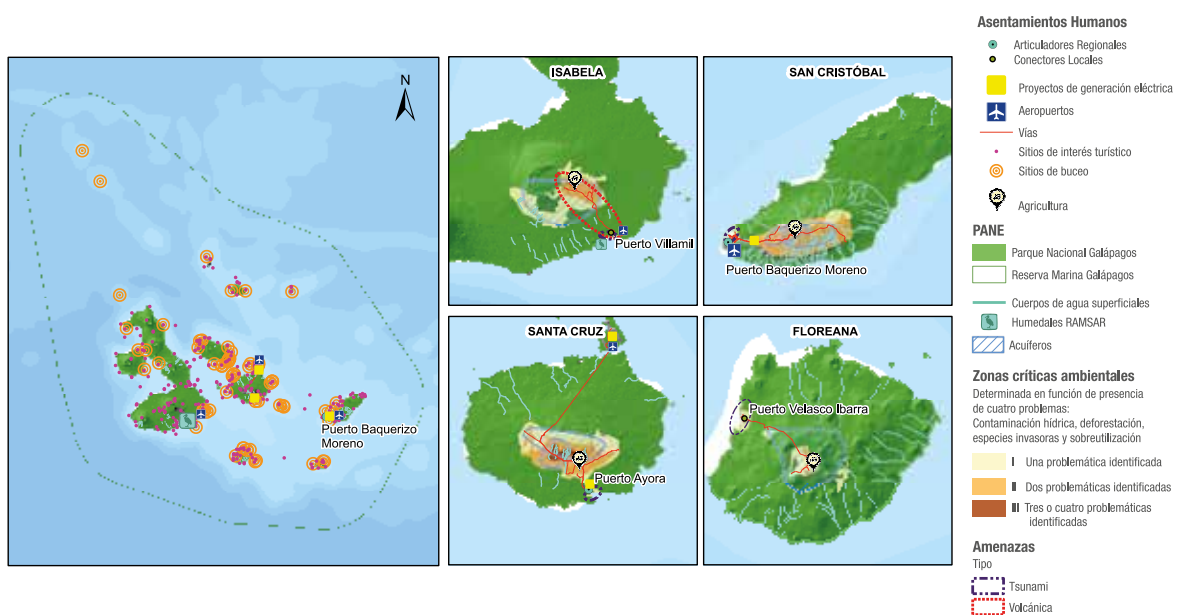 N
Puerto Baquerizo
Moreno
ISABELA
Puerto Villamil
SAN CRISTÓBAL
Puerto Baquerizo Moreno
SANTA CRUZ
Puerto Ayora
FLOREANA
Puerto Velasco Ibarra
Asentamientos Humanos
Articuladores Regionales
Conectores Locales
Proyectos de generación eléctrica
Aeropuertos
Vías
Sitios de interés turístico
Sitios de buceo
Agricultura
PANE
Parque Nacional Galápagos
Reserva Marina Galápagos
Cuerpos de agua superficiales
Humedales RAMSAR
Acuíferos
Zonas críticas ambientales
Determinada en función de presencia
de cuatro problemas:
Contaminación hídrica, deforestación,
especies invasoras y sobreutilización
I Una problemática identificada
II Dos problemáticas identificadas
III Tres o cuatro problemáticas
identificadas
Amenazas
Tipo
Tsunami
Volcánica